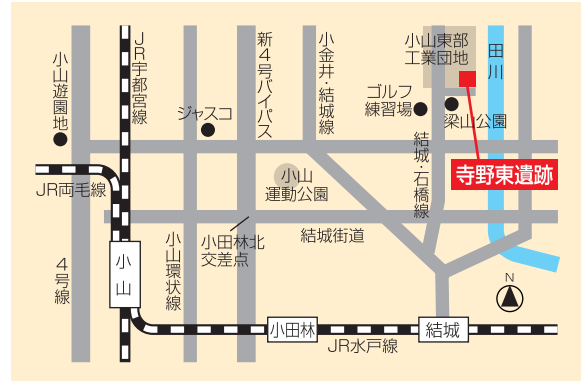 小山遊園地
JR宇都宮線
ジャスコ
新4号バイパス
小金井・結城線
小山東部
工業団地
田川
ゴルフ
練習場
梁山公園
寺野東遺跡
結城・石橋線
小山
運動公園
JR両毛線
小山環状線
小田林北
交差点
結城街道
4号線
小山
小田林
結城
JR水戸線
N